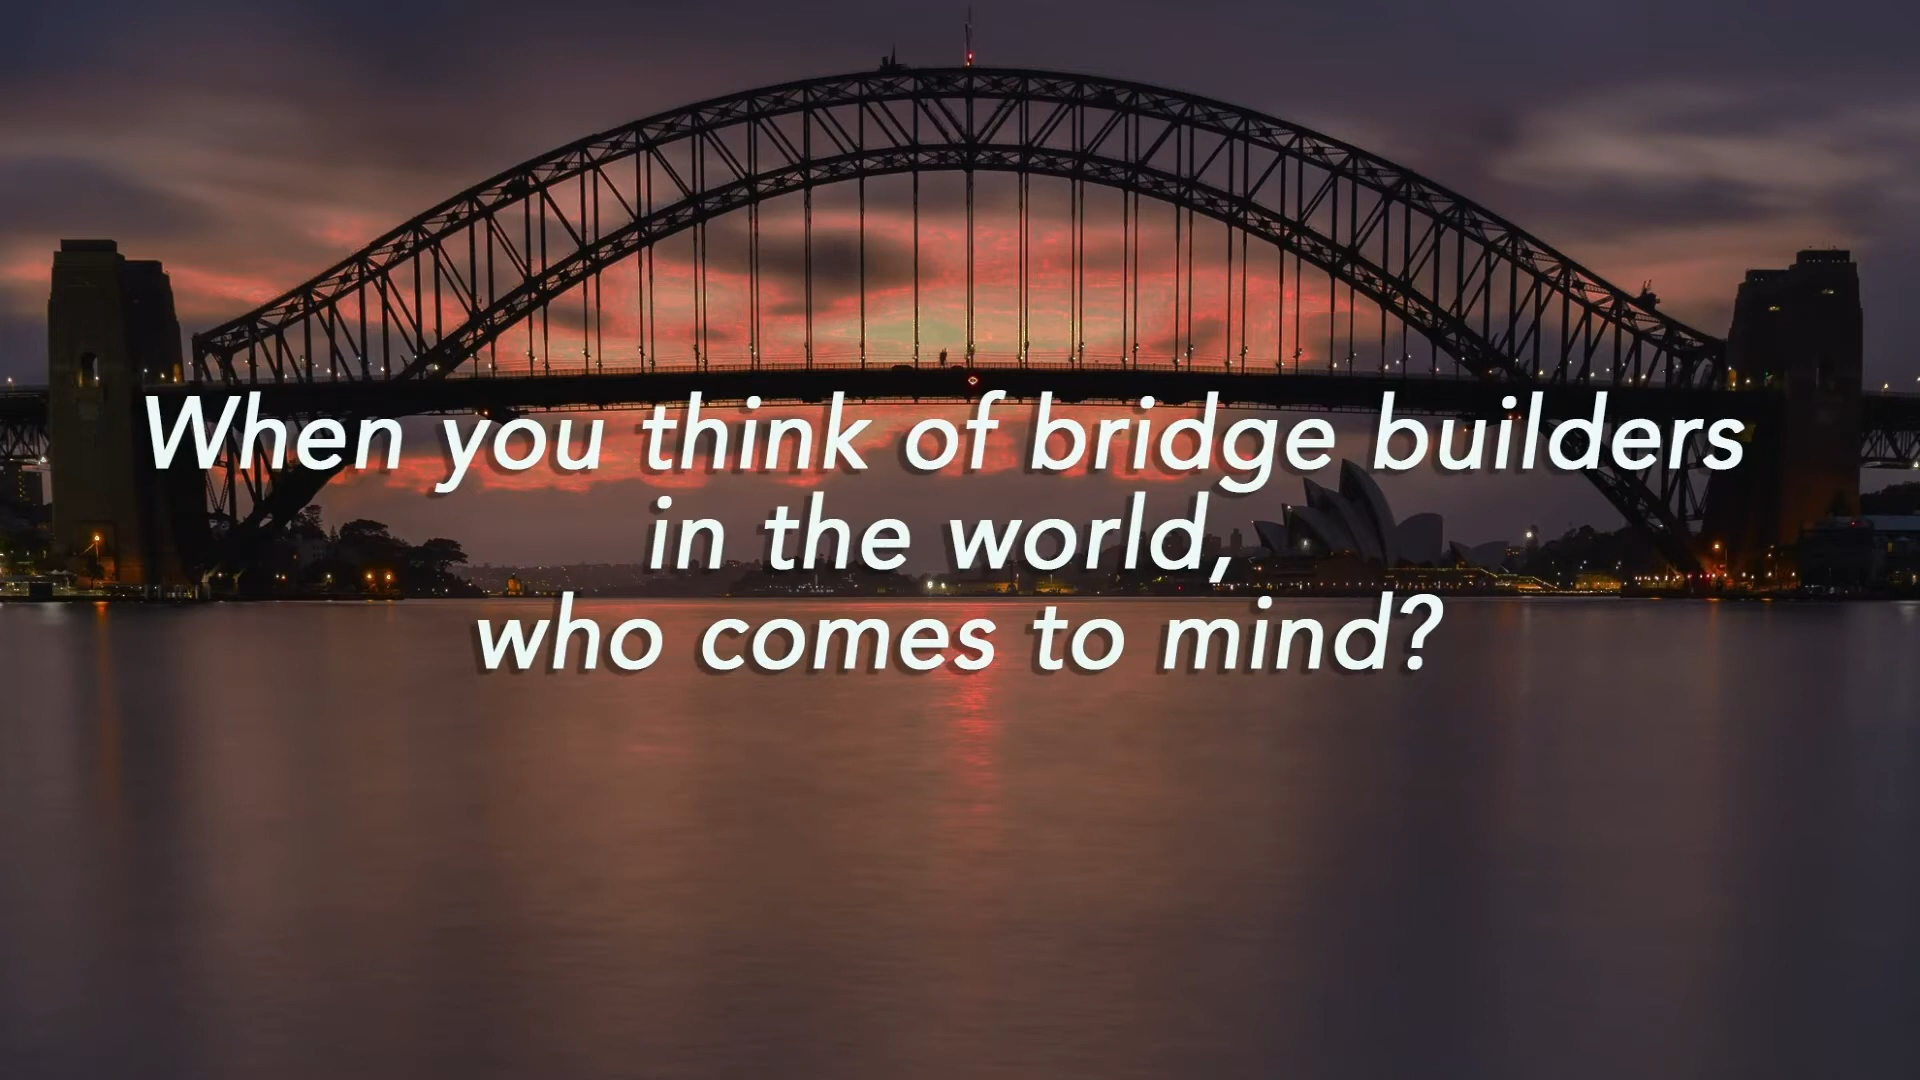 When you think of bridge builders
in the world,
who comes to mind?